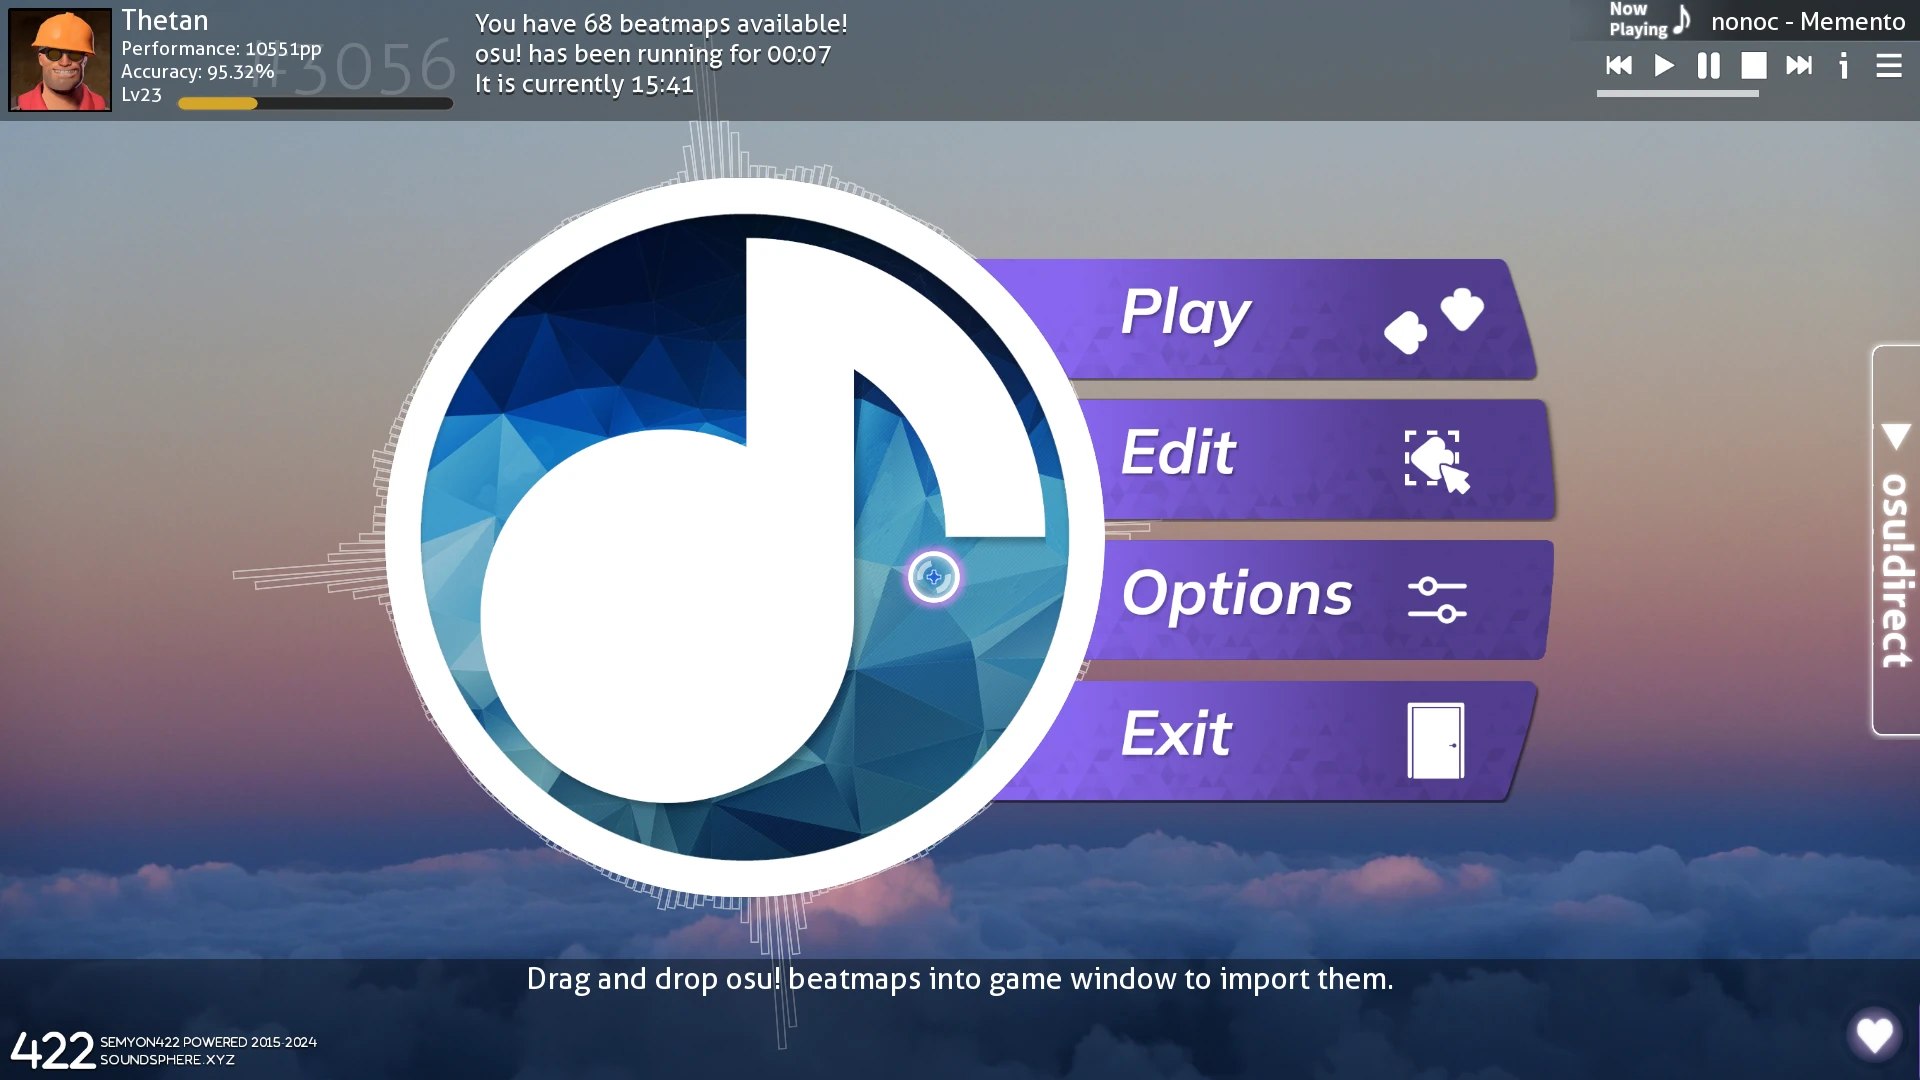 Thetan
Performance: 10551pp
Accuracy: 95.32%
Lv23
#3056
You have 68 beatmaps available!
osu! has been running for 00:07
It is currently 15:41
Now
Playing
nonoc - Memento
Play
Edit
Options
Exit
osu!direct
Drag and drop osu! beatmaps into game window to import them.
422
SEMYON422 POWERED 2015-2024
SOUNDSPHERE.XYZ